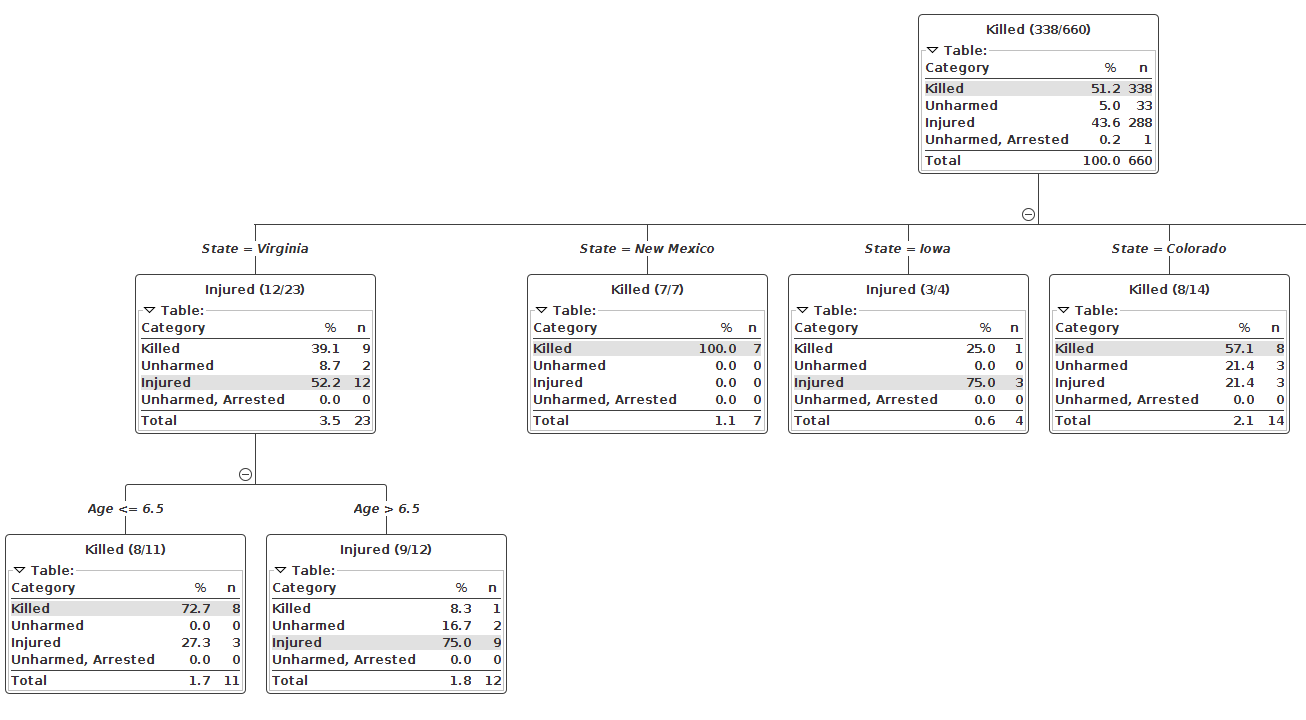 Killed (338/660)
Table:
Category % n
Killed 51.2 338
Unharmed 5.0 33
Injured 43.6 288
Unharmed, Arrested 0.2 1
Total 100.0 660
State = Virginia
Injured (12/23)
Table:
Category % n
Killed 39.1 9
Unharmed 8.7 2
Injured 52.2 12
Unharmed, Arrested 0.0 0
Total 3.5 23
State = New Mexico
Killed (7/7)
Table:
Category % n
Killed 100.0 7
Unharmed 0.0 0
Injured 0.0 0
Unharmed, Arrested 0.0 0
Total 1.1 7
State = Iowa
Injured (3/4)
Table:
Category % n
Killed 25.0 1
Unharmed 0.0 0
Injured 75.0 3
Unharmed, Arrested 0.0 0
Total 0.6 4
State = Colorado
Killed (8/14)
Table:
Category % n
Killed 57.1 8
Unharmed 21.4 3
Injured 21.4 3
Unharmed, Arrested 0.0 0
Total 2.1 14
Age <= 6.5
Killed (8/11)
Table:
Category % n
Killed 72.7 8
Unharmed 0.0 0
Injured 27.3 3
Unharmed, Arrested 0.0 0
Total 1.7 11
Age > 6.5
Injured (9/12)
Table:
Category % n
Killed 8.3 1
Unharmed 16.7 2
Injured 75.0 9
Unharmed, Arrested 0.0 0
Total 1.8 12